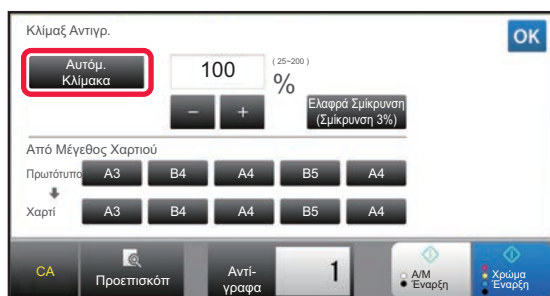 Κλίμαξ Αντιγρ.
OK
Αυτόμ.
Κλίμακα
100
( 25~200 )
%
− +
Ελαφρά Σμίκρυνση
(Σμίκρυνση 3%)
Από Μέγεθος Χαρτιού
Πρωτότυπο A3 B4 A4 B5 A4
Χαρτί A3 B4 A4 B5 A4
CA
Προεπισκόπ
Αντί-
γραφα
1
Α/Μ
Έναρξη
Χρώμα
Έναρξη